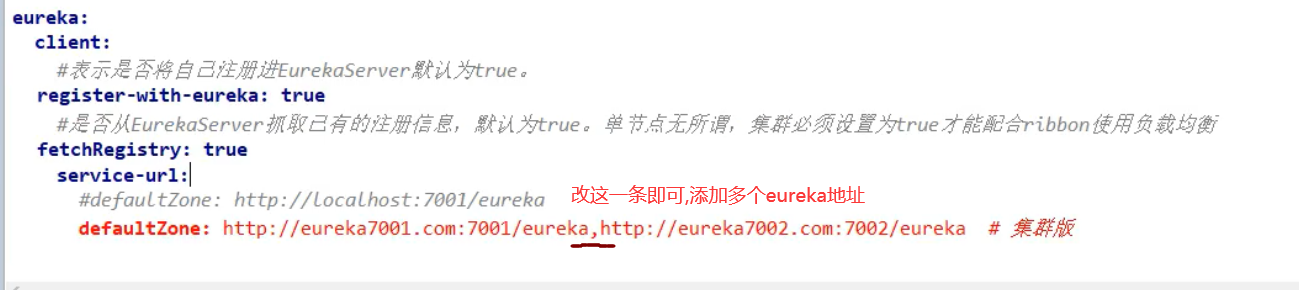 eureka:
client:
#表示是否将自己注册进EurekaServer默认为true。
register-with-eureka: true
#是否从EurekaServer抓取已有的注册信息，默认为true。单节点无所谓，集群必须设置为true才能配合ribbon使用负载均衡
fetchRegistry: true
service-url:
#defaultZone: http://localhost:7001/eureka 改这一条即可,添加多个eureka地址
defaultZone: http://eureka7001.com:7001/eureka,http://eureka7002.com:7002/eureka # 集群版